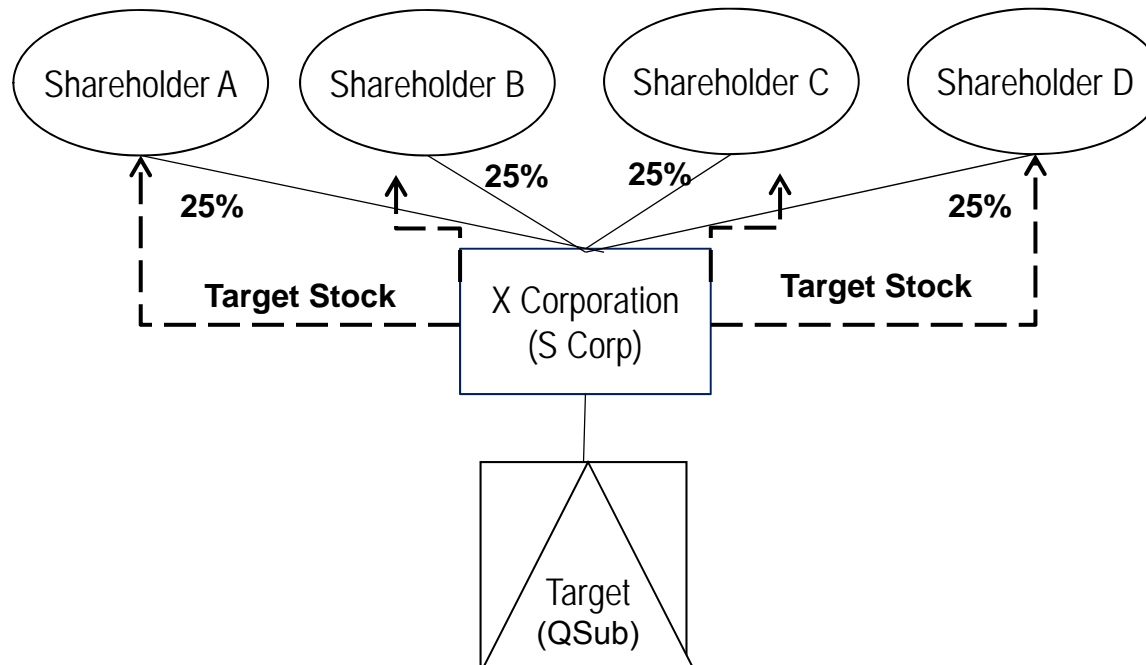 Shareholder A
Shareholder B
Shareholder C
Shareholder D
25%
25%
25%
25%
Target Stock
Target Stock
X Corporation
(S Corp)
Target
(QSub)